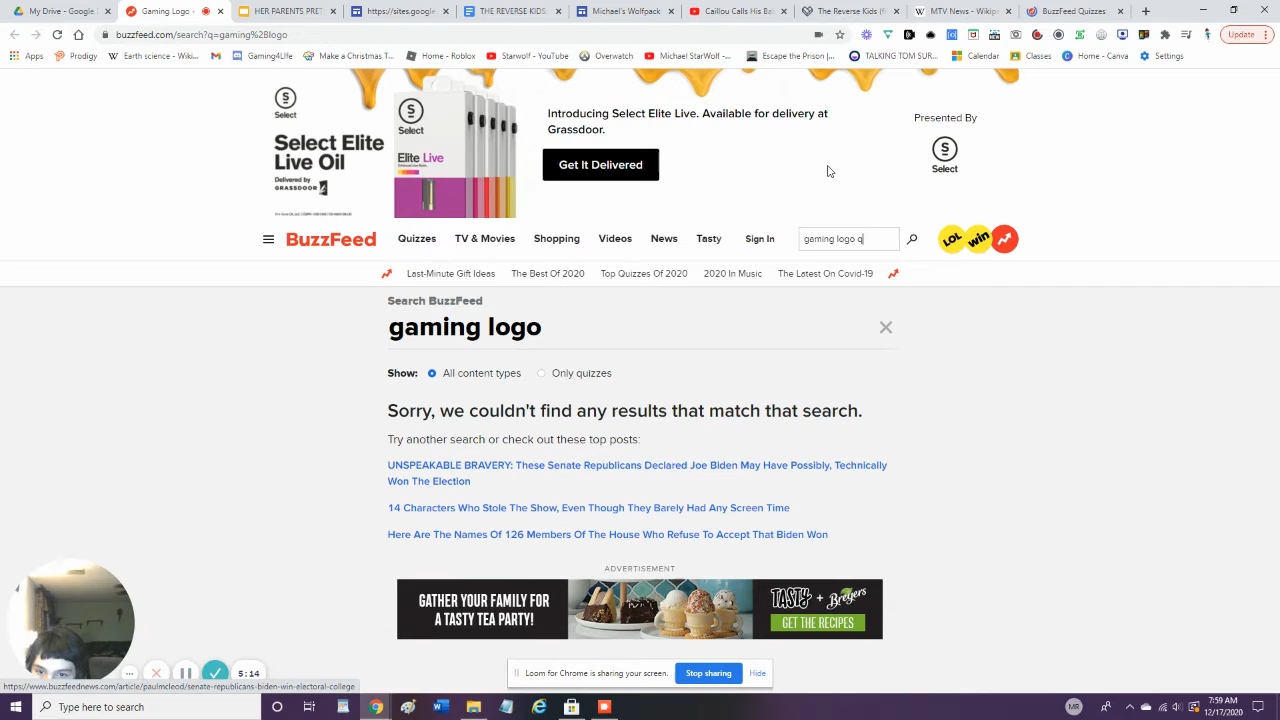 My Drive - Google
Gaming Logo
HER PARENTS PRET
https://sites.google
THE REVERSE KIDS
Michael's Wolfpack
Caillou Calls His Ba
The Reverse Kids (f
MTV News - Wikip
BuzzFeed Quizzes
buzzfeed.com/search?q=gaming%28logo
Update
Apps
Prodigy
Earth science - Wiki...
GamingLogoWiki
Make a Christmas T...
Home - Roblox
Starwolf - YouTube
Overwatch
Michael StarWolf -...
Escape the Prison |...
TALKING TOM SUR...
Calendar
Classes
Home - Canva
Settings
Select
Select Elite
Live Oil
Delivered by
GRASSDOOR
Select
Elite Live
Introducing Select Elite Live. Available for delivery at
Grassdoor.
Get It Delivered
Presented By
Select
BuzzFeed
Quizzes
TV & Movies
Shopping
Videos
News
Tasty
Sign In
gaming logo q
LOL
win
Last-Minute Gift Ideas
The Best Of 2020
Top Quizzes Of 2020
2020 In Music
The Latest On Covid-19
Search BuzzFeed
gaming logo
Show:
All content types
Only quizzes
Sorry, we couldn't find any results that match that search.
Try another search or check out these top posts:
UNSPEAKABLE BRAVERY: These Senate Republicans Declared Joe Biden May Have Possibly, Technically
Won The Election
14 Characters Who Stole The Show, Even Though They Barely Had Any Screen Time
Here Are The Names Of 126 Members Of The House Who Refuse To Accept That Biden Won
ADVERTISEMENT
GATHER YOUR FAMILY FOR
A TASTY TEA PARTY!
TASTY + Breyers
GET THE RECIPES
5:14
Loom for Chrome is sharing your screen.
Stop sharing
Hide
https://www.buzzfeednews.com/article/paulmcleod/senate-republicans-biden-win-electoral-college
Type here to search
MR
7:59 AM
12/17/2020